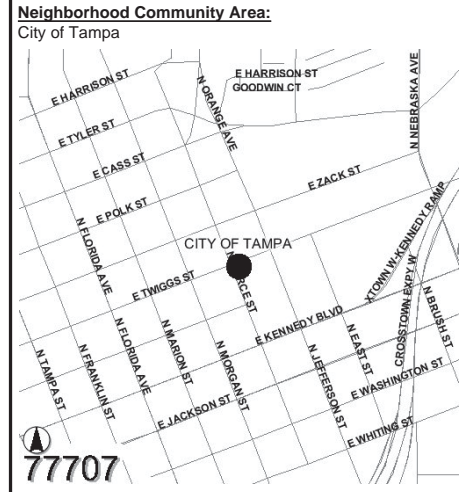 Neighborhood Community Area:
City of Tampa
E HARRISON ST
E HARRISON ST
GOODWIN CT
N ORANGE AVE
N NEBRASKA AVE
E TYLER ST
E CASS ST
E ZACK ST
E POLK ST
XTOWN W-KENNEDY RAMP
N FLORIDA AVE
CITY OF TAMPA
CROSSTOWN EXPY W
E TWIGGS ST
N BRUSH ST
E KENNEDY BLVD
N TAMPA ST
N FRANKLIN ST
N FLORIDA AVE
N MARION ST
N MORGAN ST
N JEFFERSON ST
N EAST ST
E WASHINGTON ST
E JACKSON ST
E WHITING ST
77707